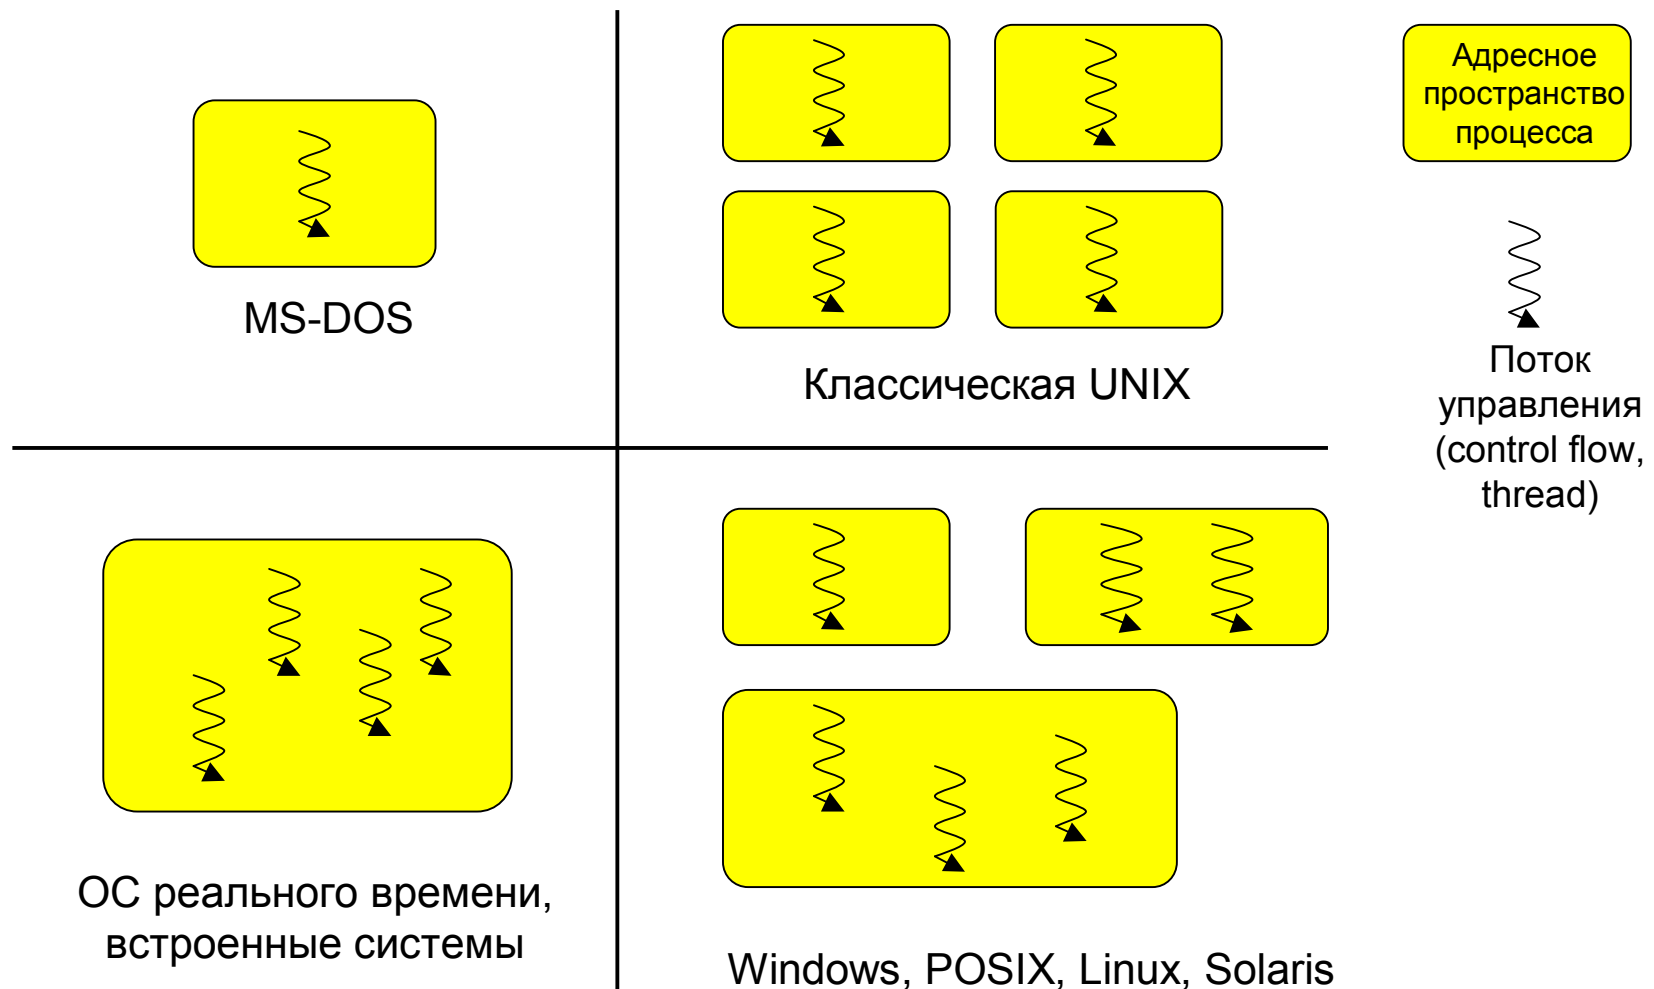 MS-DOS
Классическая UNIX
Адресное
пространство
процесса
Поток
управления
(control flow,
thread)
ОС реального времени,
встроенные системы
Windows, POSIX, Linux, Solaris